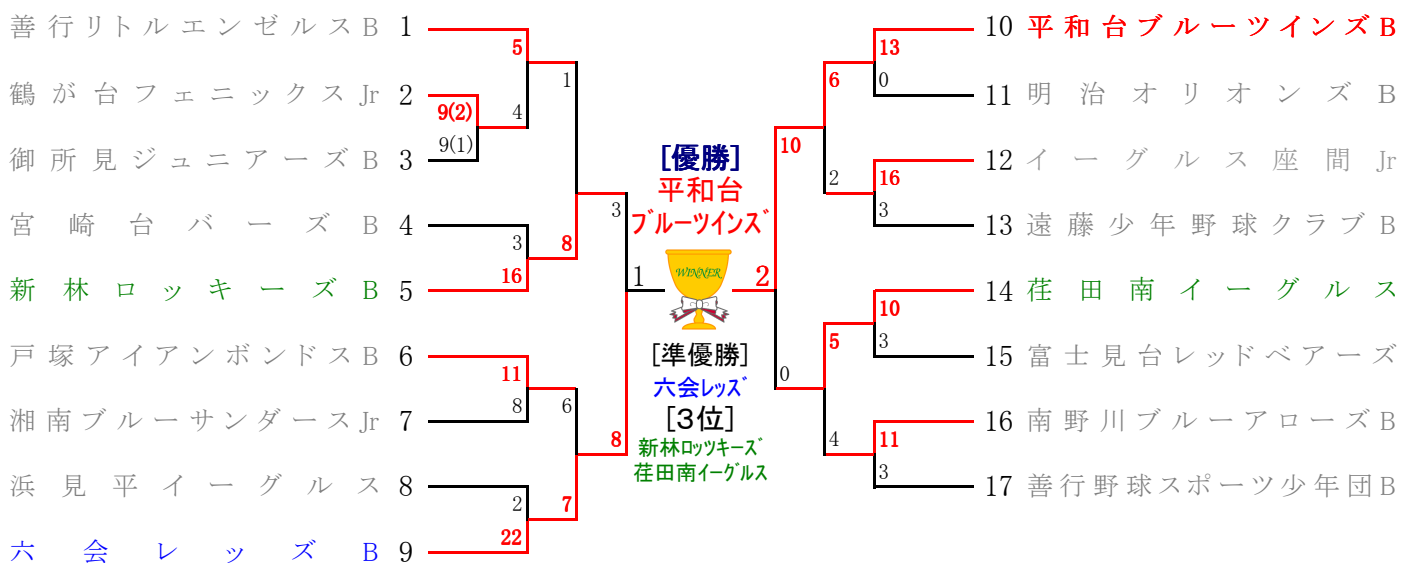 善行リトルエンゼルスB 1
5
1
鶴が台フェニックスJr 2
9(2)
4
9(1)
御所見ジュニアーズB 3
宮崎台バーズB 4
3
8
3
16
新林ロッキーズB 5
1
戸塚アイアンボンドスB 6
11
8
6
湘南ブルーサンダースJr 7
8
浜見平イーグルス 8
2
7
22
六会レッズB 9
[優勝]
平和台
ブルーツインズ
WINNER
[準優勝]
六会レッズ
[3位]
新林ロッツキーズ
荏田南イーグルス
10 平和台ブルーツインズB
13
6
0
11 明治オリオンズB
10
12 イーグルス座間Jr
2
16
3
13 遠藤少年野球クラブB
2
14 荏田南イーグルス
10
5
3
15 富士見台レッドベアーズ
0
16 南野川ブルーアローズB
4
11
3
17 善行野球スポーツ少年団B